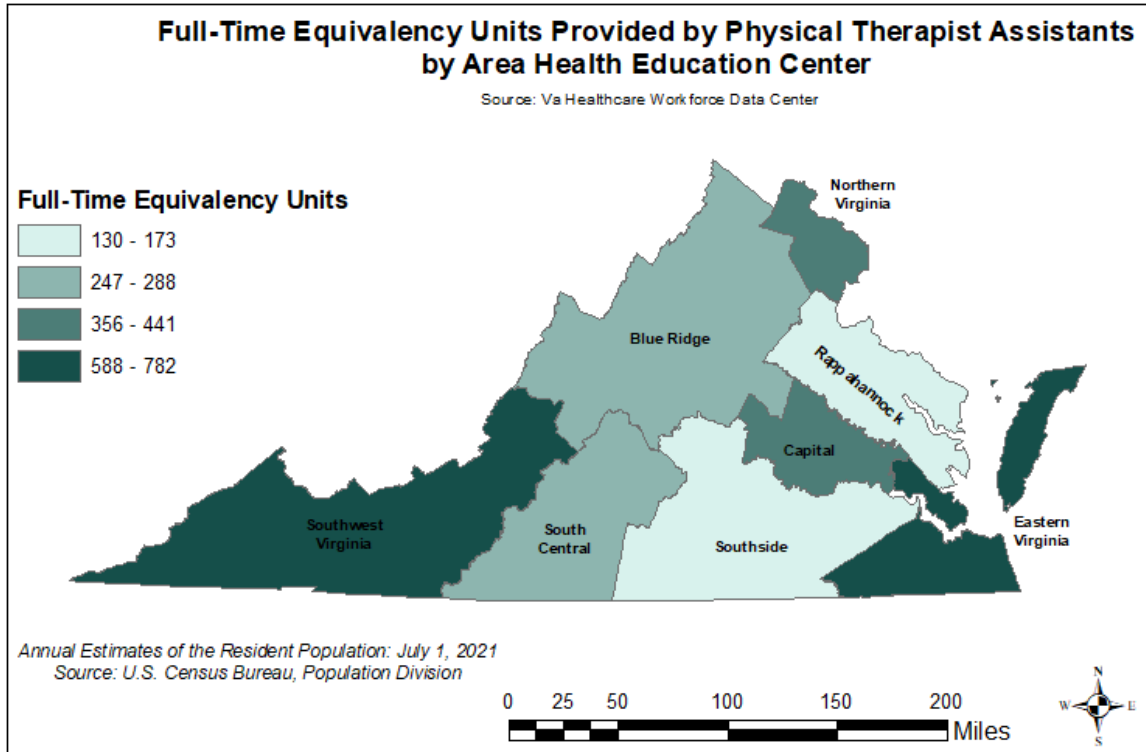 Full-Time Equivalency Units Provided by Physical Therapist Assistants
by Area Health Education Center
Source: Va Healthcare Workforce Data Center
Full-Time Equivalency Units
130 - 173
247 - 288
356 - 441
588 - 782
Northern
Virginia
Blue Ridge
Rappahannock
Capital
Southwest
Virginia
South
Central
Southside
Eastern
Virginia
Annual Estimates of the Resident Population: July 1, 2021
Source: U.S. Census Bureau, Population Division
0 25 50 100 150 200
Miles
N
W E
S